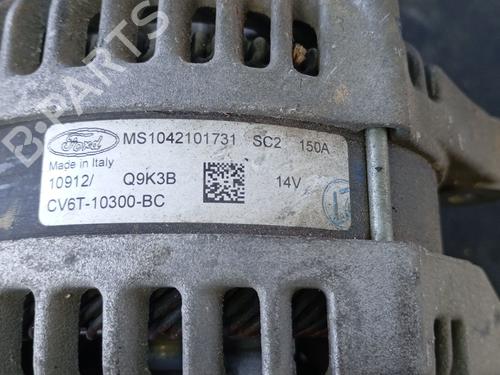 B-PARTS
Ford MS1042101731 SC2 150A
Made in Italy
10912/ Q9K3B 14V
CV6T-10300-BC